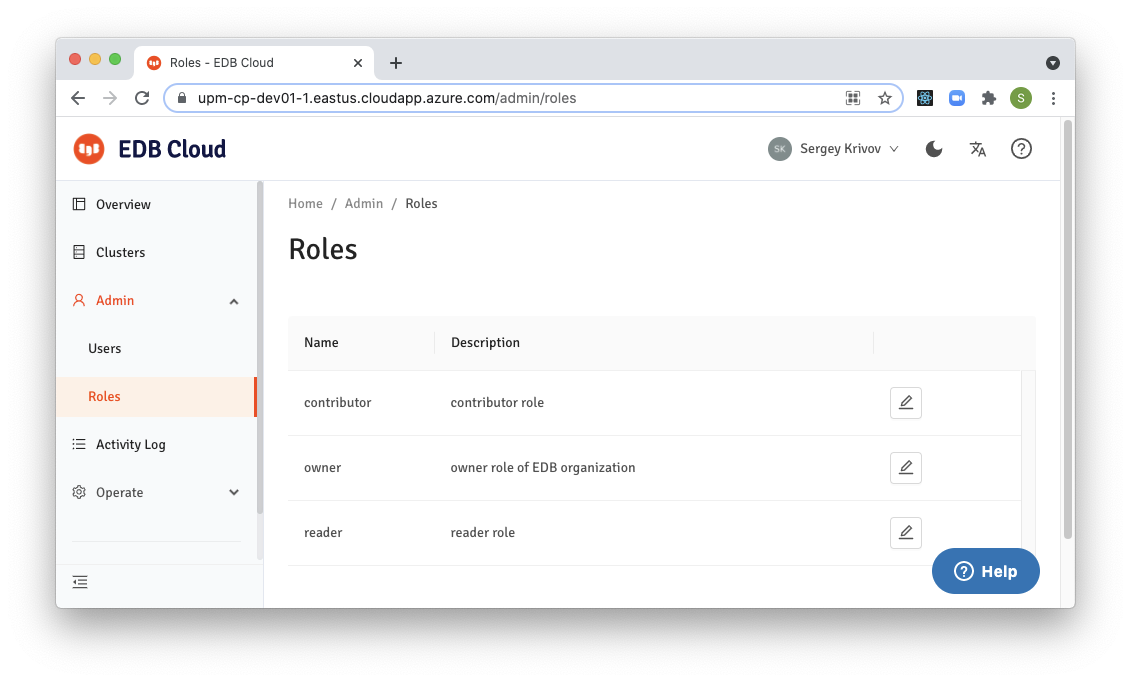 Roles - EDB Cloud
upm-cp-dev01-1.eastus.cloudapp.azure.com/admin/roles
S
EDB Cloud
SK Sergey Krivov
Overview
Clusters
Admin
Users
Roles
Activity Log
Operate
Home / Admin / Roles
Roles
Name Description
contributor contributor role
owner owner role of EDB organization
reader reader role
? Help